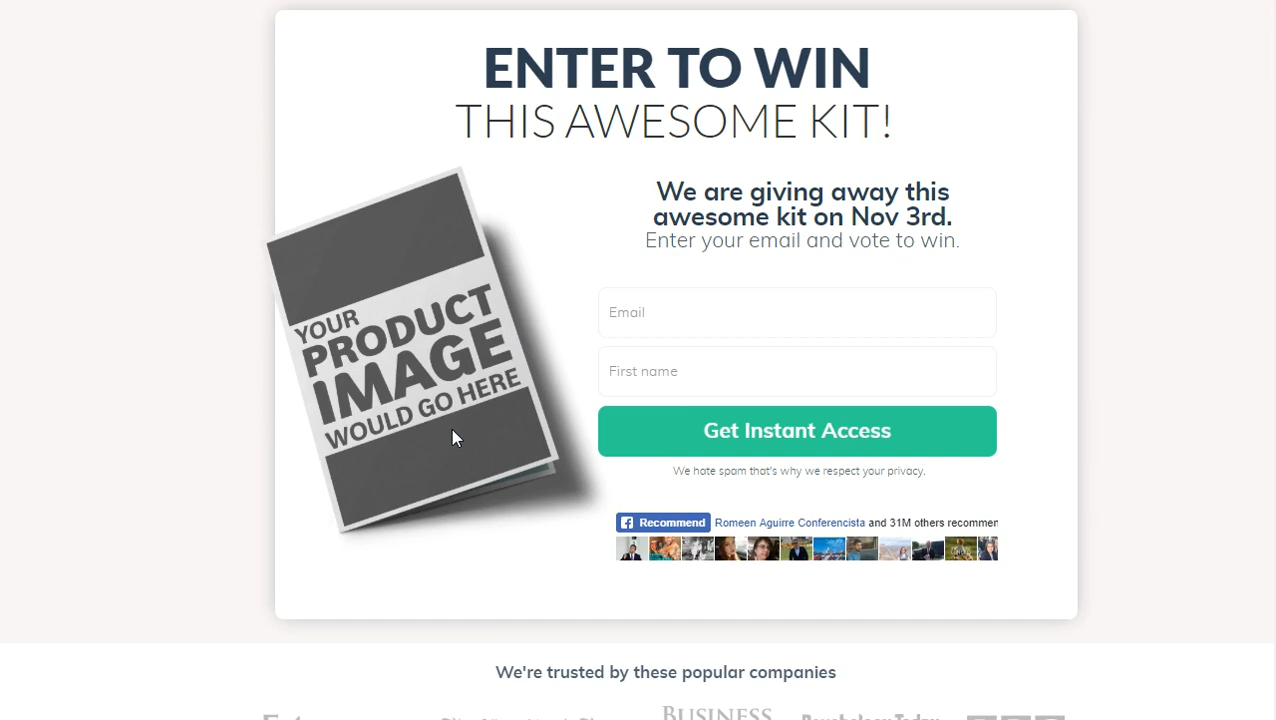 ENTER TO WIN
THIS AWESOME KIT!
We are giving away this
awesome kit on Nov 3rd.
Enter your email and vote to win.
YOUR
PRODUCT
IMAGE
WOULD GO HERE
Email
First name
Get Instant Access
We hate spam that's why we respect your privacy.
Recommend Romeen Aguirre Conferencista and 31M others recommen
We're trusted by these popular companies
BUSINESS Psychology Today